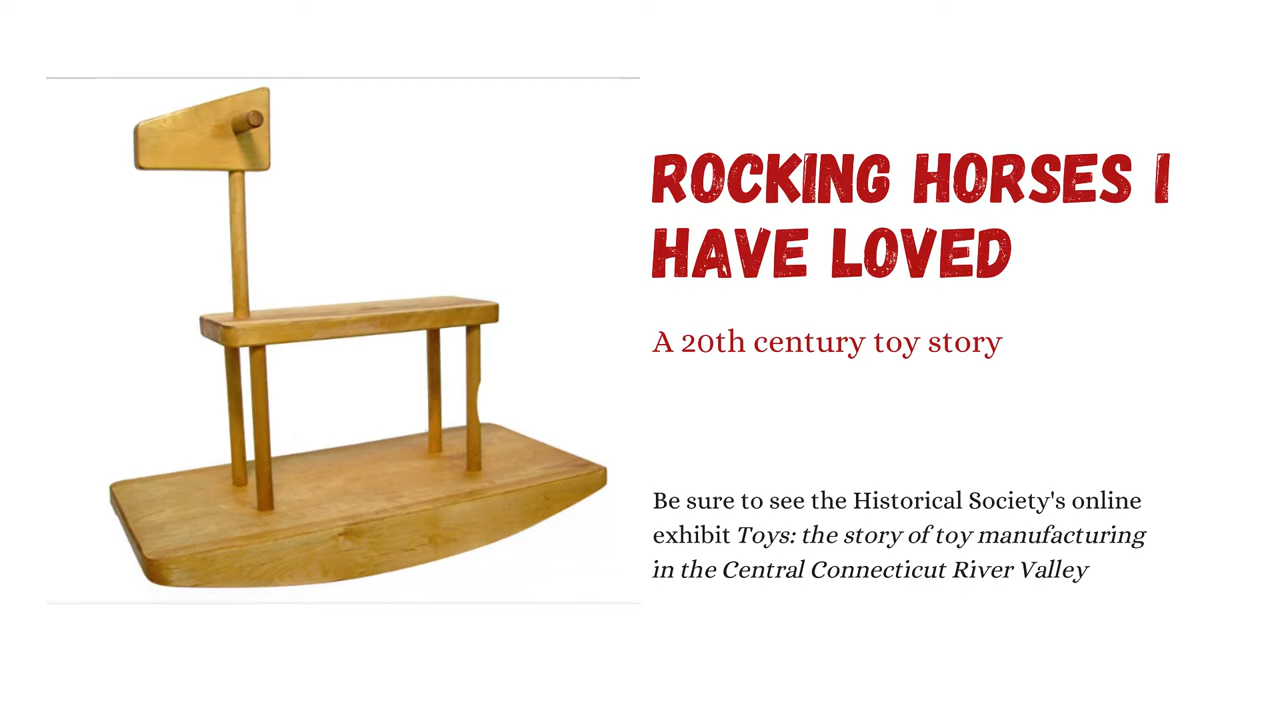 ROCKING HORSES I
HAVE LOVED
A 20th century toy story
Be sure to see the Historical Society's online
exhibit Toys: the story of toy manufacturing
in the Central Connecticut River Valley